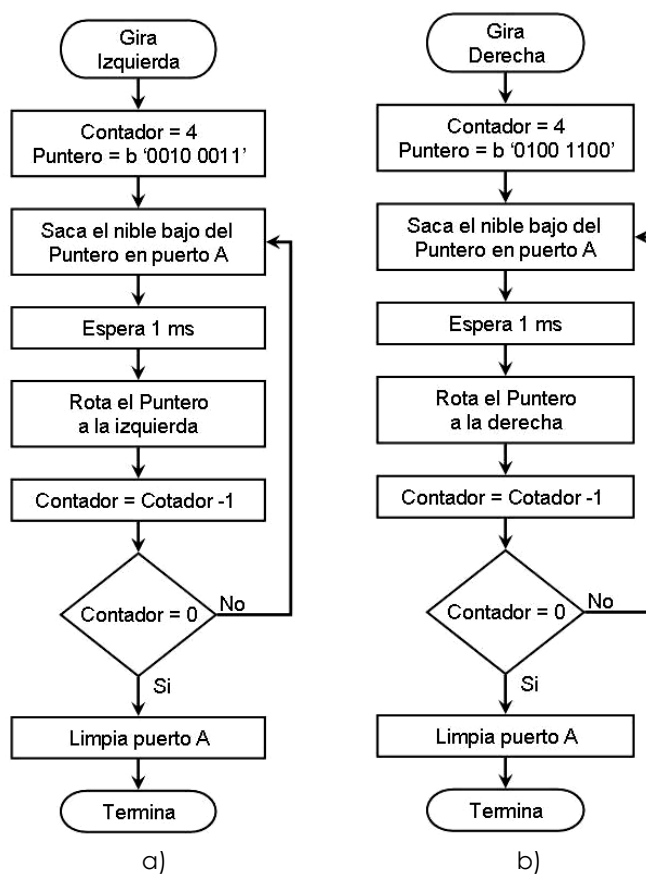 Gira
Izquierda
Contador = 4
Puntero = b ‘0010 0011’
Saca el nible bajo del
Puntero en puerto A
Espera 1 ms
Rota el Puntero
a la izquierda
Contador = Cotador -1
Contador = 0
No
Si
Limpia puerto A
Termina
a)
Gira
Derecha
Contador = 4
Puntero = b ‘0100 1100’
Saca el nible bajo del
Puntero en puerto A
Espera 1 ms
Rota el Puntero
a la derecha
Contador = Cotador -1
Contador = 0
No
Si
Limpia puerto A
Termina
b)